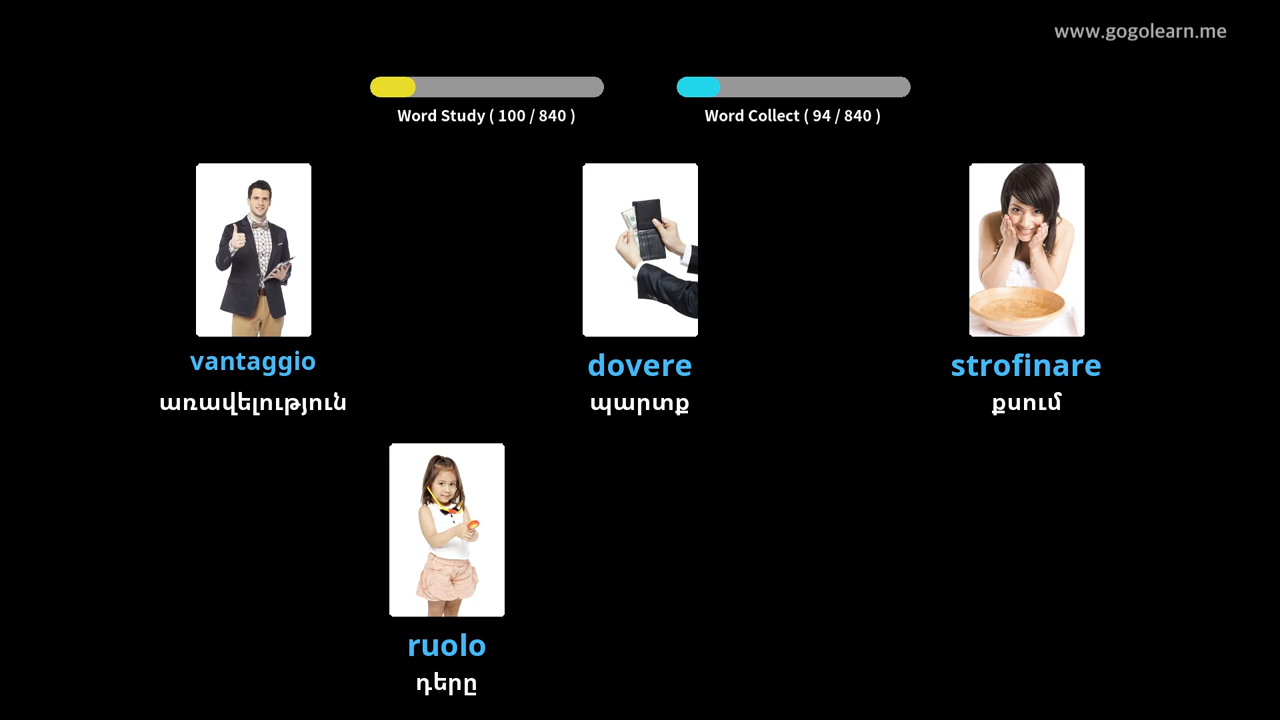 www.gogolearn.me
Word Study ( 100 / 840 )
Word Collect ( 94 / 840 )
vantaggio
առավելություն
dovere
պարտք
strofinare
քսում
ruolo
դերը